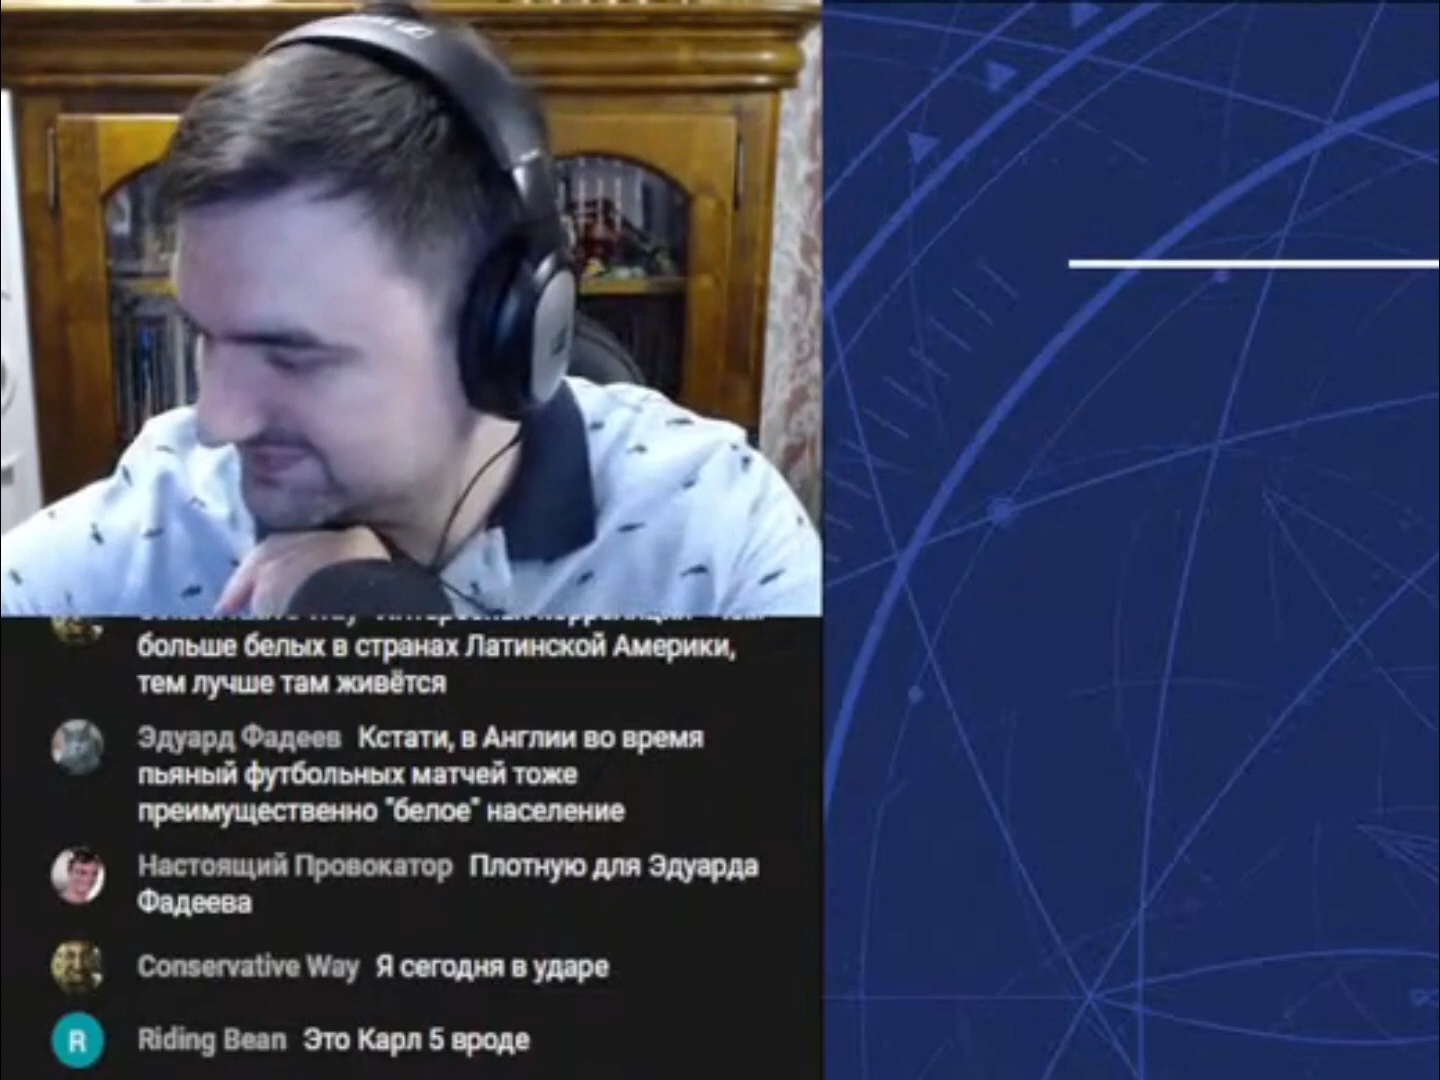 больше белых в странах Латинской Америки,
тем лучше там живётся
Эдуард Фадеев Кстати, в Англии во время
пьяный футбольных матчей тоже
преимущественно "белое" население
Настоящий Провокатор Плотную для Эдуарда
Фадеева
Conservative Way Я сегодня в ударе
R Riding Bean Это Карл 5 вроде